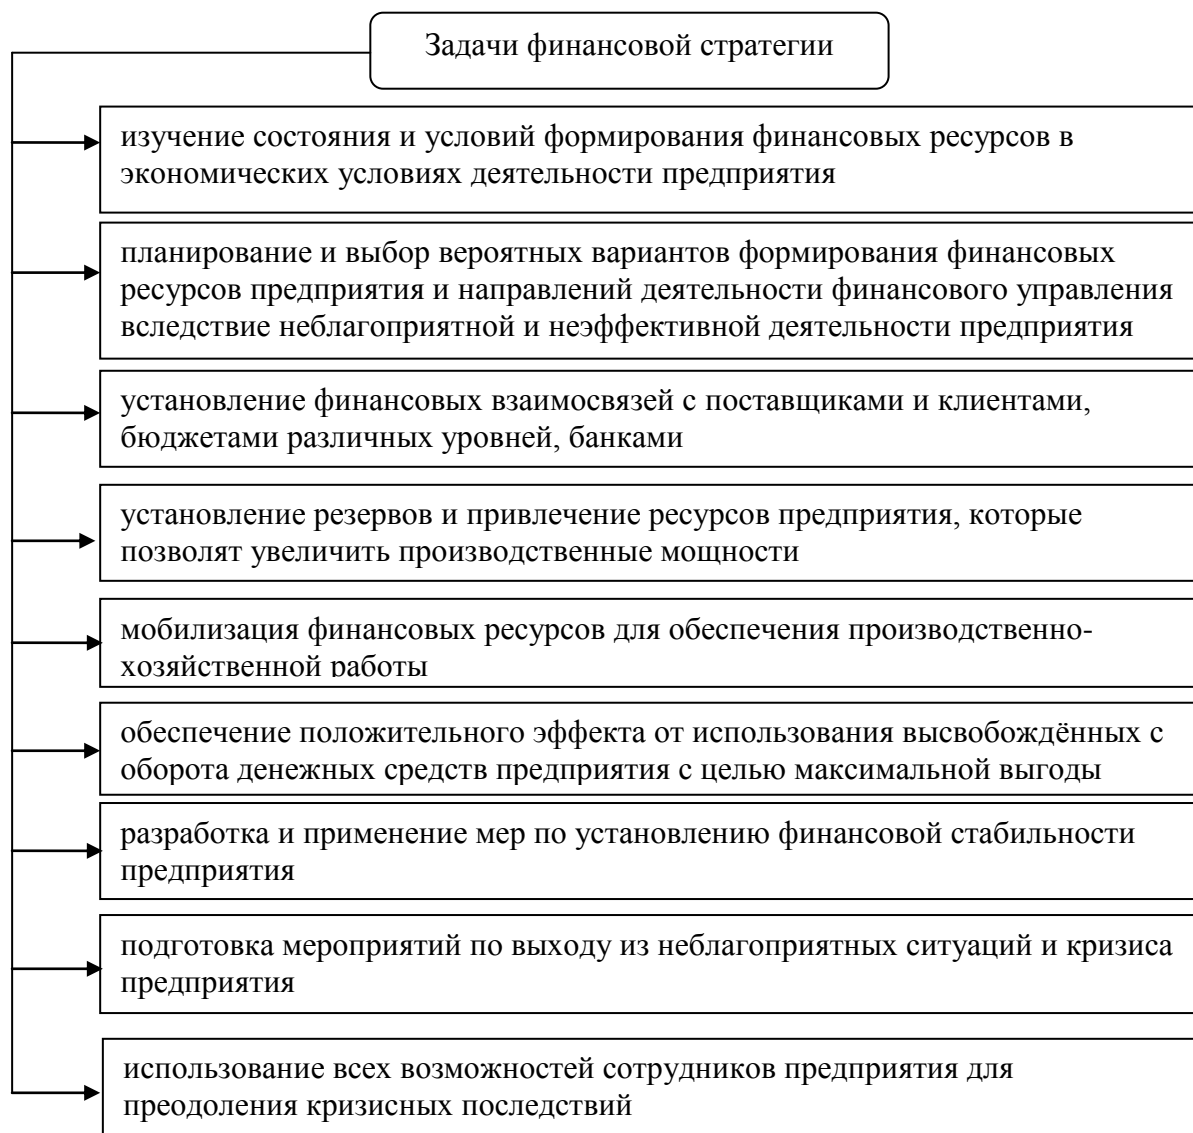 Задачи финансовой стратегии
изучение состояния и условий формирования финансовых ресурсов в
экономических условиях деятельности предприятия
планирование и выбор вероятных вариантов формирования финансовых
ресурсов предприятия и направлений деятельности финансового управления
вследствие неблагоприятной и неэффективной деятельности предприятия
установление финансовых взаимосвязей с поставщиками и клиентами,
бюджетами различных уровней, банками
установление резервов и привлечение ресурсов предприятия, которые
позволят увеличить производственные мощности
мобилизация финансовых ресурсов для обеспечения производственно-
хозяйственной работы
обеспечение положительного эффекта от использования высвобождённых с
оборота денежных средств предприятия с целью максимальной выгоды
разработка и применение мер по установлению финансовой стабильности
предприятия
подготовка мероприятий по выходу из неблагоприятных ситуаций и кризиса
предприятия
использование всех возможностей сотрудников предприятия для
преодоления кризисных последствий